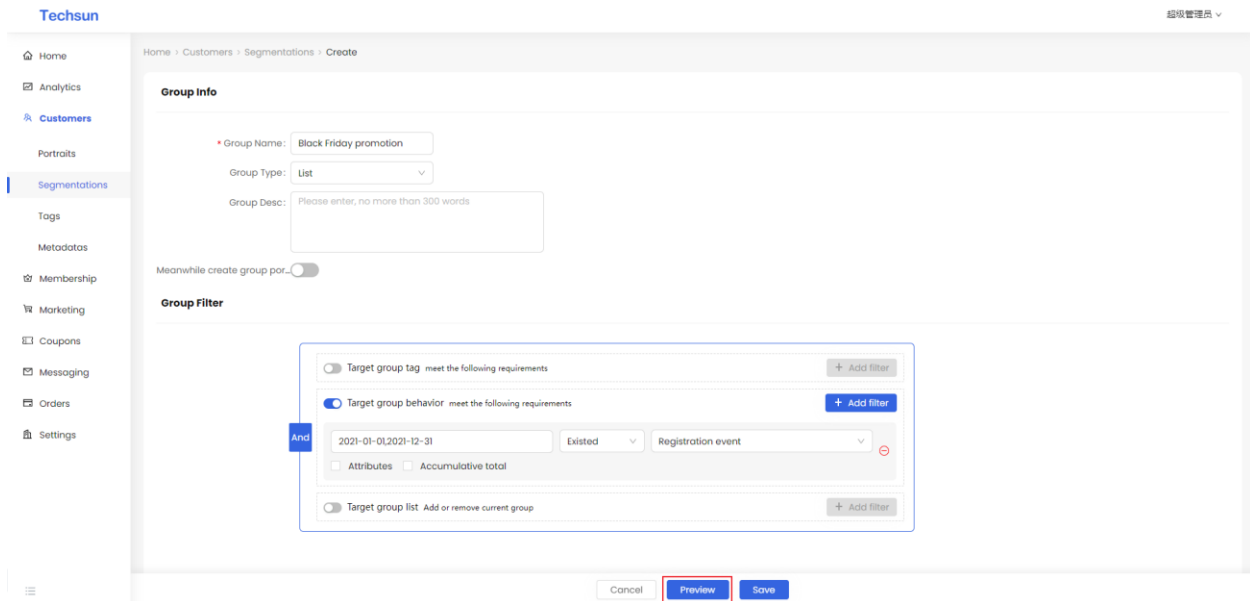 Techsun
超级管理员
Home
Analytics
Customers
Portraits
Segmentations
Tags
Metadatas
Membership
Marketing
Coupons
Messaging
Orders
Settings
Home > Customers > Segmentations > Create
Group Info
* Group Name: Black Friday promotion
Group Type: List
Group Desc: Please enter, no more than 300 words
Meanwhile create group por...
Group Filter
And
Target group tag meet the following requirements + Add filter
Target group behavior meet the following requirements + Add filter
2021-01-01,2021-12-31 Existed Registration event
Attributes Accumulative total
Target group list Add or remove current group + Add filter
Cancel Preview Save